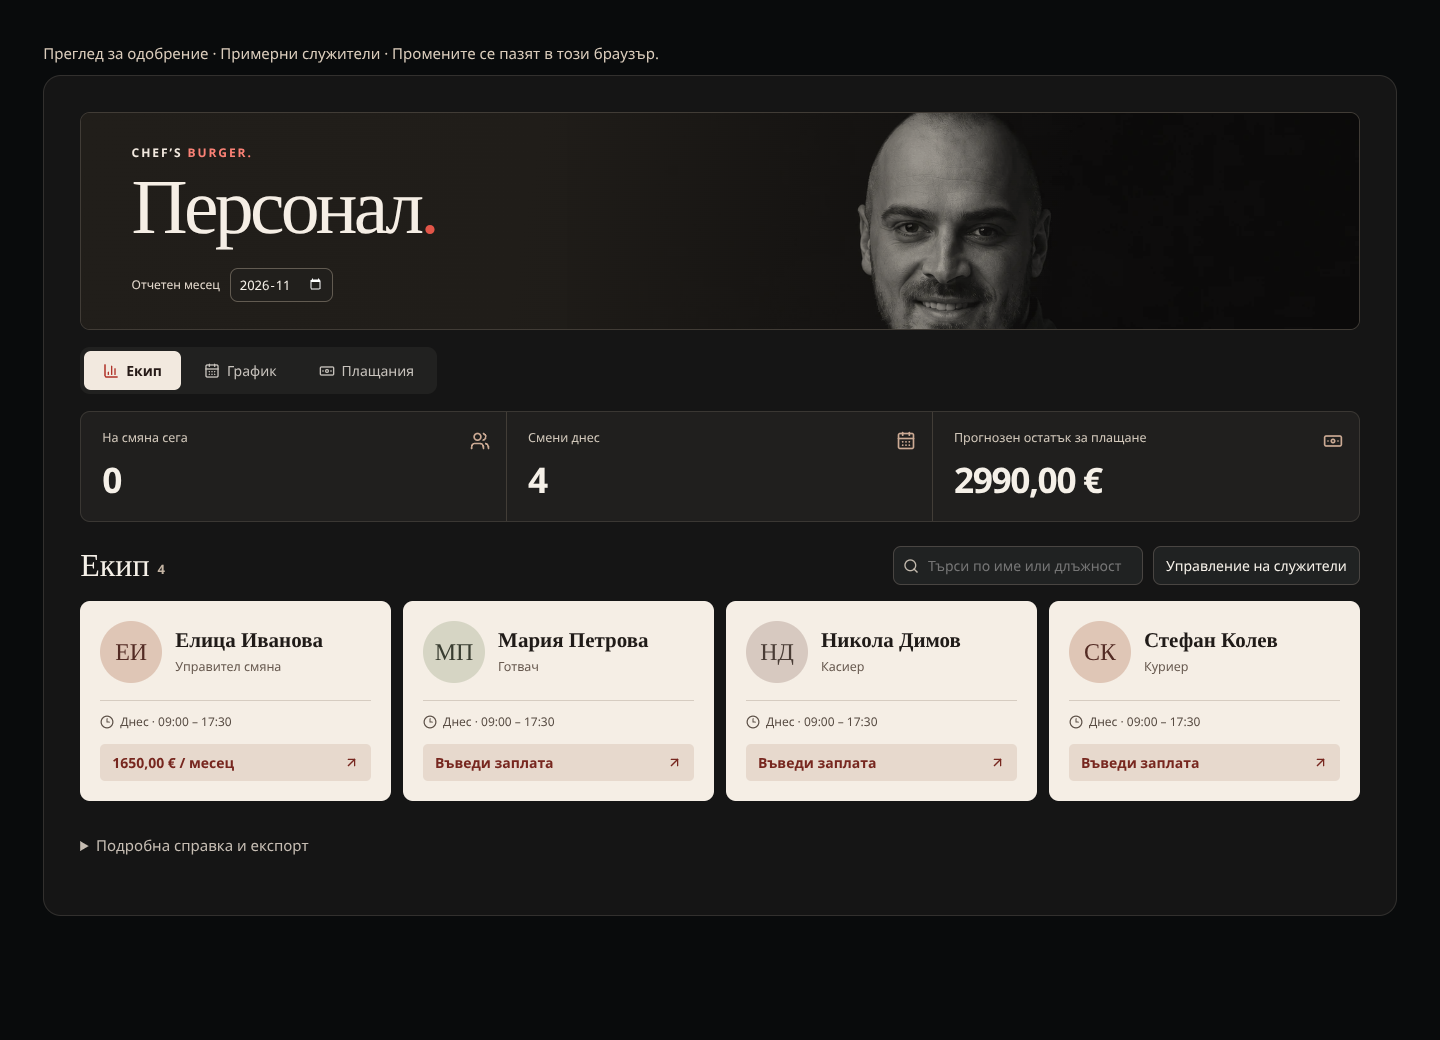 Преглед за одобрение · Примерни служители · Промените се пазят в този браузър.
CHEF’S BURGER.
Персонал.
Отчетен месец 2026-11
Екип График Плащания
На смяна сега
0
Смени днес
4
Прогнозен остатък за плащане
2990,00 €
Екип 4
Търси по име или длъжност
Управление на служители
ЕИ
Елица Иванова
Управител смяна
Днес · 09:00 – 17:30
1650,00 € / месец
МП
Мария Петрова
Готвач
Днес · 09:00 – 17:30
Въведи заплата
НД
Никола Димов
Касиер
Днес · 09:00 – 17:30
Въведи заплата
СК
Стефан Колев
Куриер
Днес · 09:00 – 17:30
Въведи заплата
Подробна справка и експорт